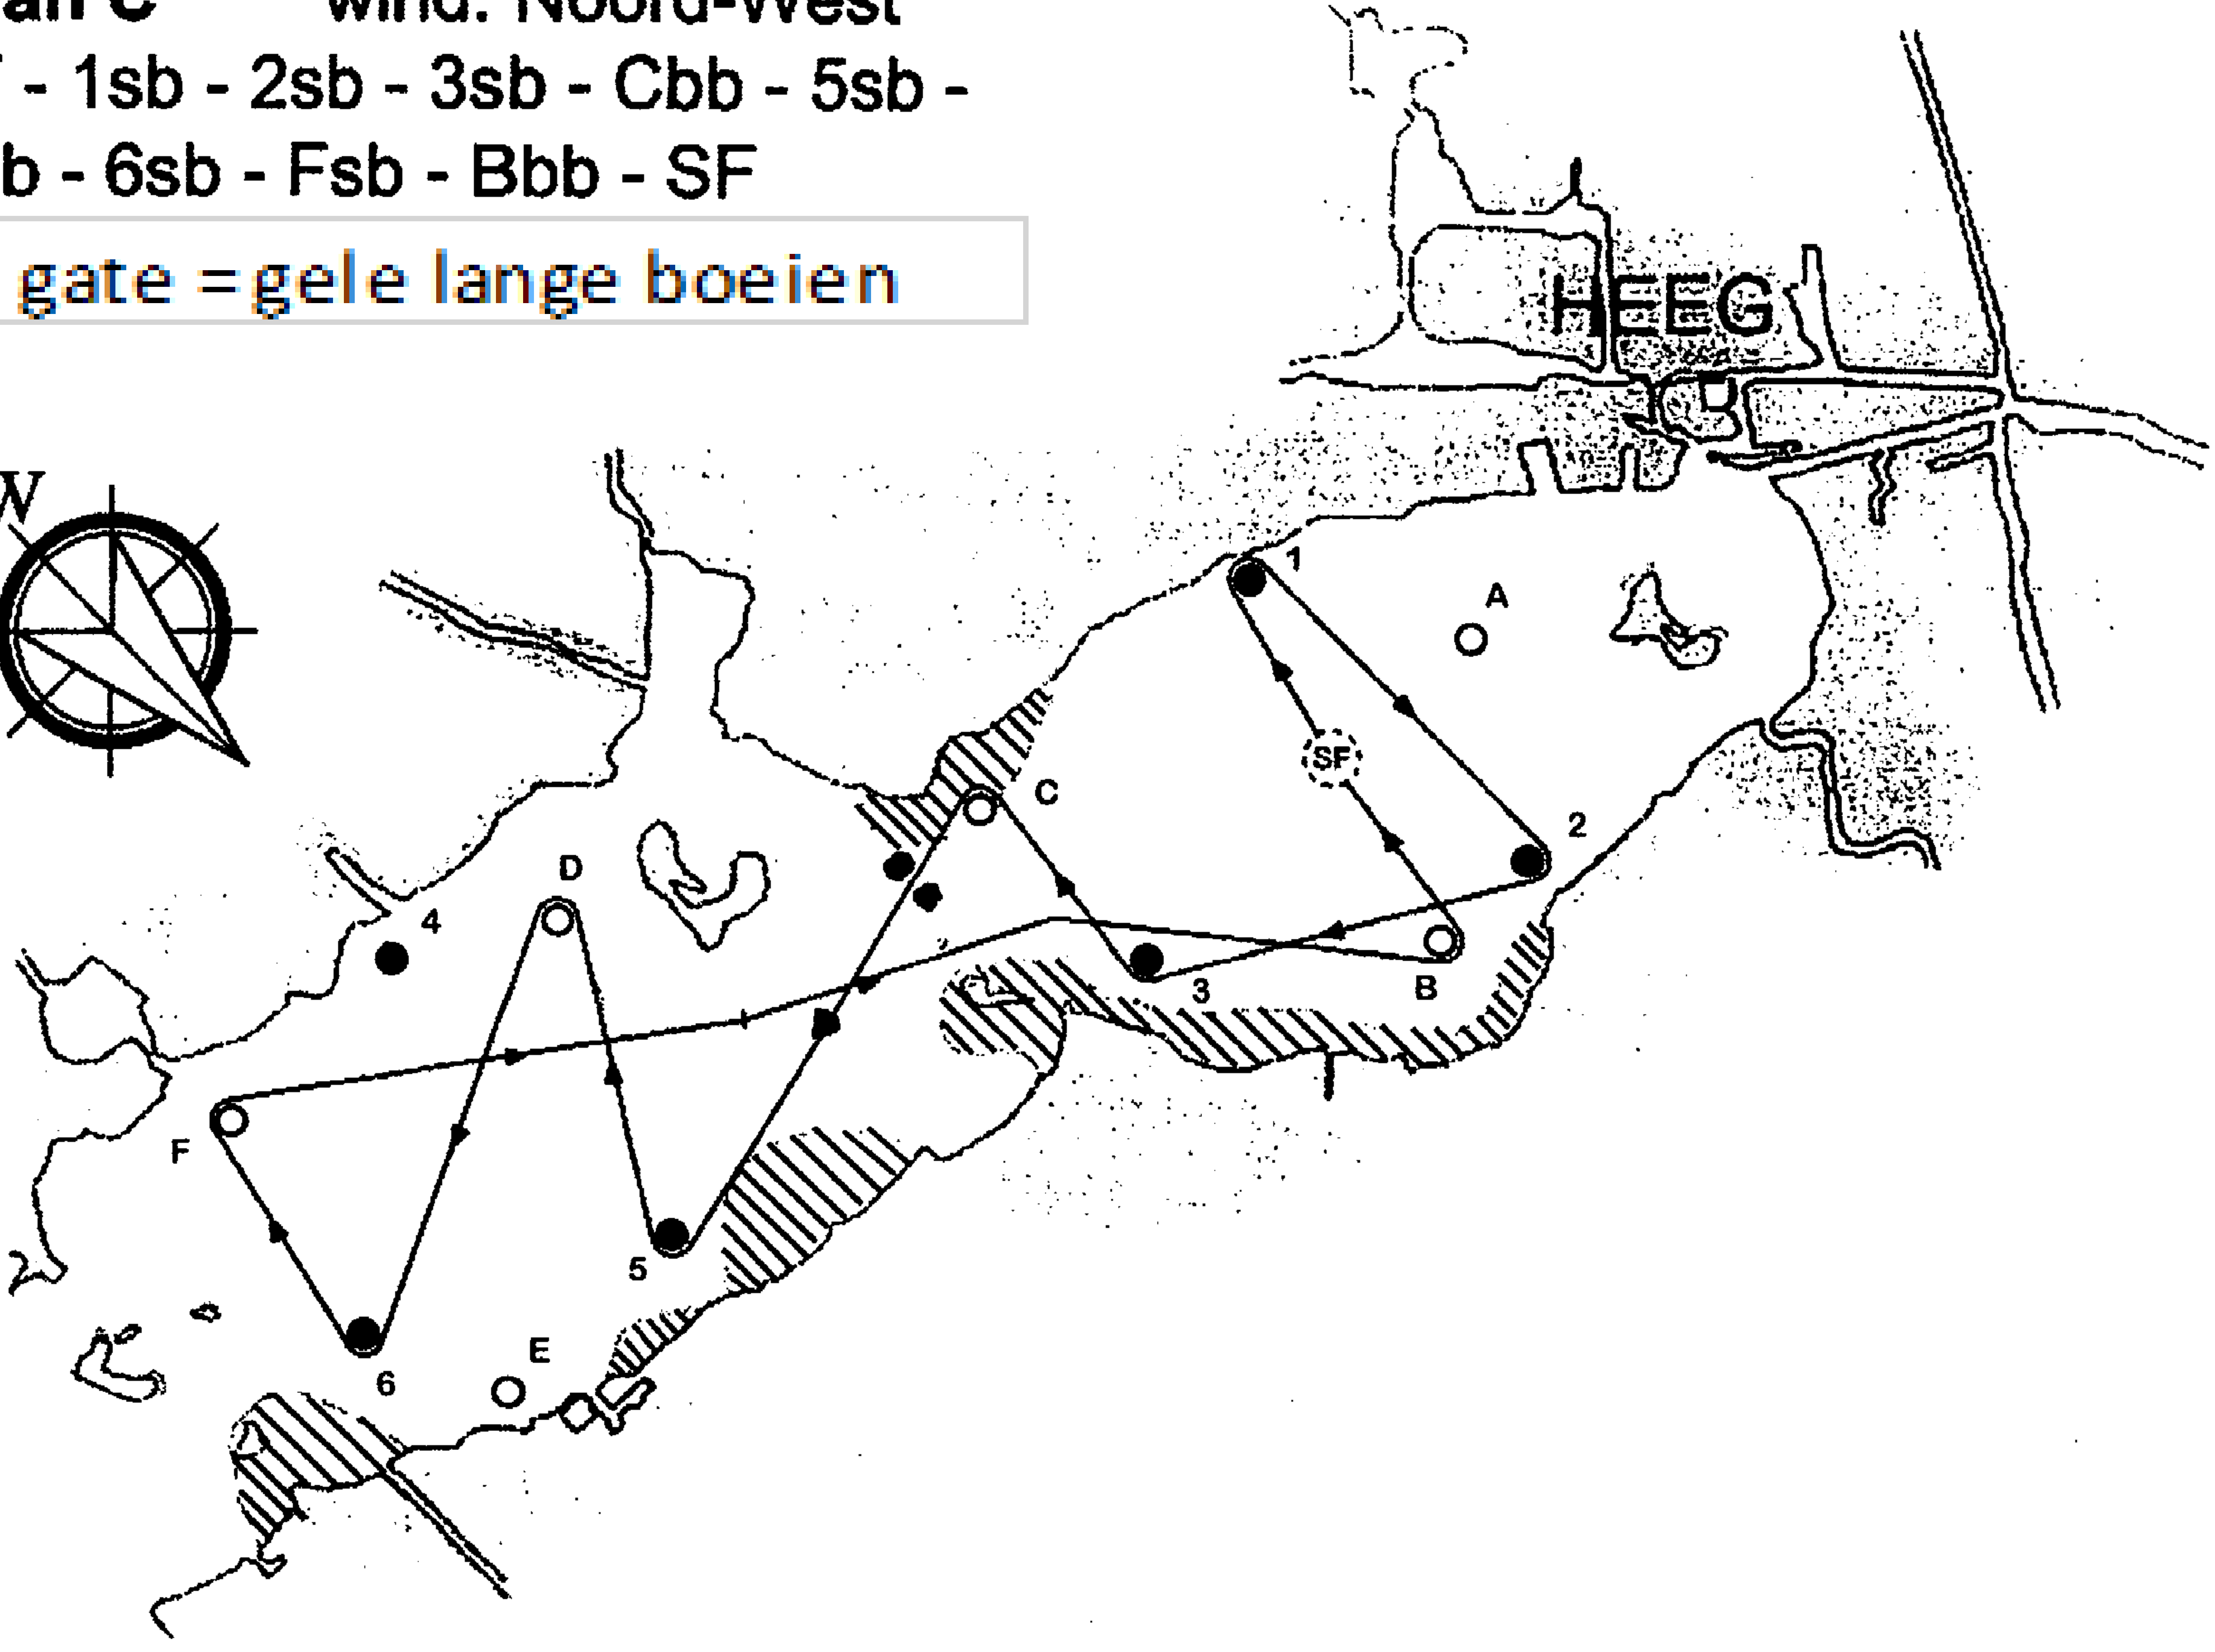 an C wind: Noord-West
- 1sb - 2sb - 3sb - Cbb - 5sb -
b - 6sb - Fsb - Bbb - SF
gate =gele lange boeien
HEEG
N
1
A
SF
C
2
D
4
3
B
F
5
E
6